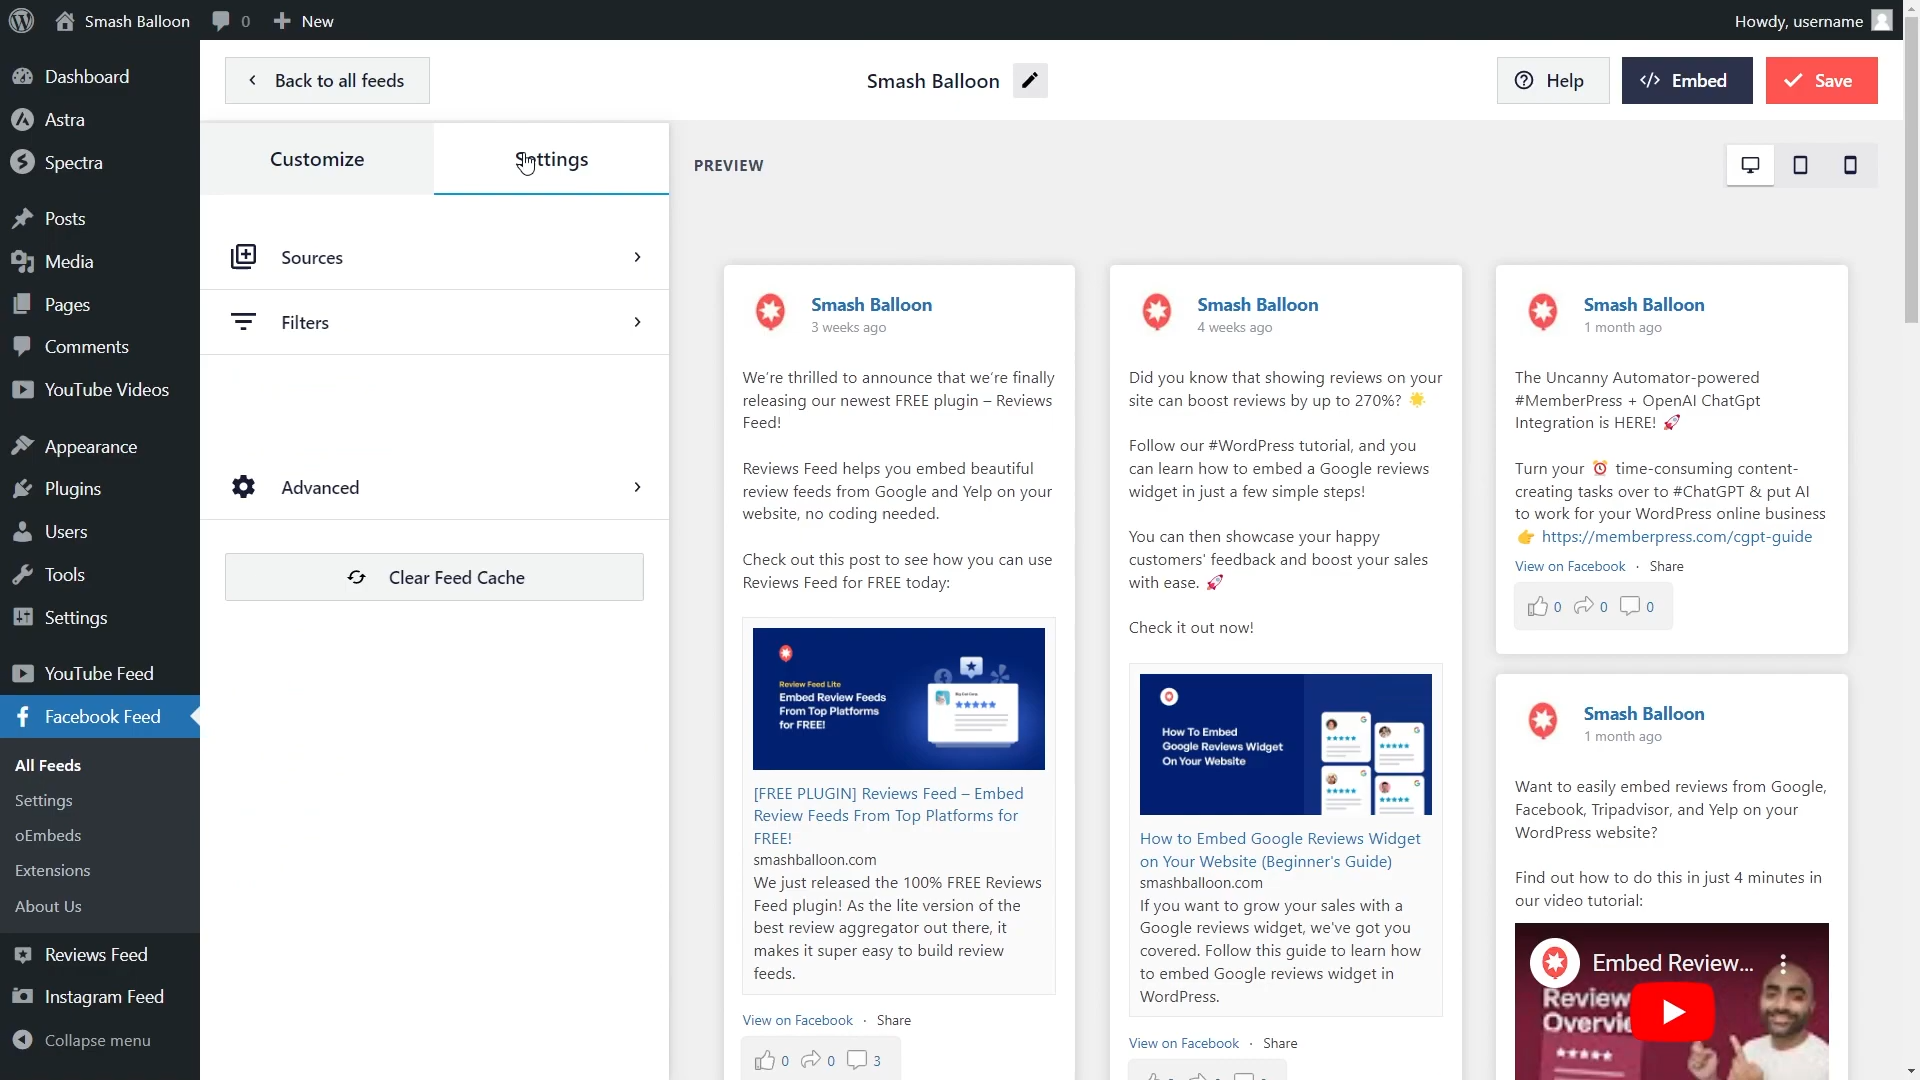 Smash Balloon
0
New
Howdy, username
Dashboard
Astra
Spectra
Posts
Media
Pages
Comments
YouTube Videos
Appearance
Plugins
Users
Tools
Settings
YouTube Feed
Facebook Feed
All Feeds
Settings
oEmbeds
Extensions
About Us
Reviews Feed
Instagram Feed
Collapse menu
Back to all feeds
Smash Balloon
Help
Embed
Save
Customize
Settings
Sources
Filters
Advanced
Clear Feed Cache
PREVIEW
Smash Balloon
3 weeks ago
We're thrilled to announce that we're finally
releasing our newest FREE plugin – Reviews
Feed!
Reviews Feed helps you embed beautiful
review feeds from Google and Yelp on your
website, no coding needed.
Check out this post to see how you can use
Reviews Feed for FREE today:
Review Feed Lite
Embed Review Feeds
From Top Platforms
for FREE!
[FREE PLUGIN] Reviews Feed – Embed
Review Feeds From Top Platforms for
FREE!
smashballoon.com
We just released the 100% FREE Reviews
Feed plugin! As the lite version of the
best review aggregator out there, it
makes it super easy to build review
feeds.
View on Facebook · Share
0 0 3
Smash Balloon
4 weeks ago
Did you know that showing reviews on your
site can boost reviews by up to 270%? 🌟
Follow our #WordPress tutorial, and you
can learn how to embed a Google reviews
widget in just a few simple steps!
You can then showcase your happy
customers' feedback and boost your sales
with ease. 🚀
Check it out now!
How To Embed
Google Reviews Widget
On Your Website
How to Embed Google Reviews Widget
on Your Website (Beginner's Guide)
smashballoon.com
If you want to grow your sales with a
Google reviews widget, we've got you
covered. Follow this guide to learn how
to embed Google reviews widget in
WordPress.
View on Facebook · Share
Smash Balloon
1 month ago
The Uncanny Automator-powered
#MemberPress + OpenAI ChatGpt
Integration is HERE! 🚀
Turn your ⏰ time-consuming content-
creating tasks over to #ChatGPT & put AI
to work for your WordPress online business
👉 https://memberpress.com/cgpt-guide
View on Facebook · Share
0 0 0
Smash Balloon
1 month ago
Want to easily embed reviews from Google,
Facebook, Tripadvisor, and Yelp on your
WordPress website?
Find out how to do this in just 4 minutes in
our video tutorial:
Embed Review...